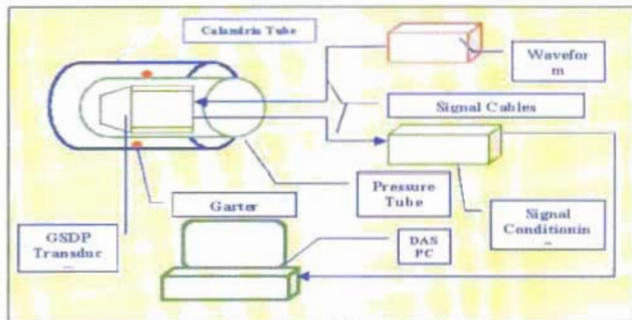 Calandria Tube
Wavefor
m
Signal Cables
Pressure
Tube
Garter
GSDP
Transduc
...
DAS
PC
Signal
Conditionin
..